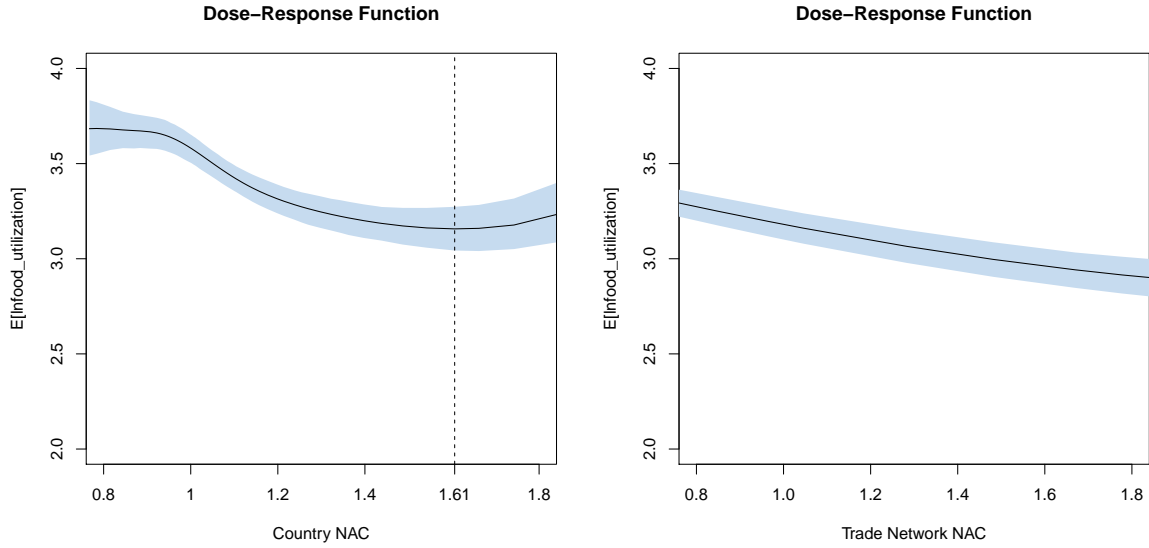 Dose−Response Function
E[lnfood_utilization]
4.0
3.5
3.0
2.5
2.0
0.8 1 1.2 1.4 1.61 1.8
Country NAC
Dose−Response Function
E[lnfood_utilization]
4.0
3.5
3.0
2.5
2.0
0.8 1.0 1.2 1.4 1.6 1.8
Trade Network NAC